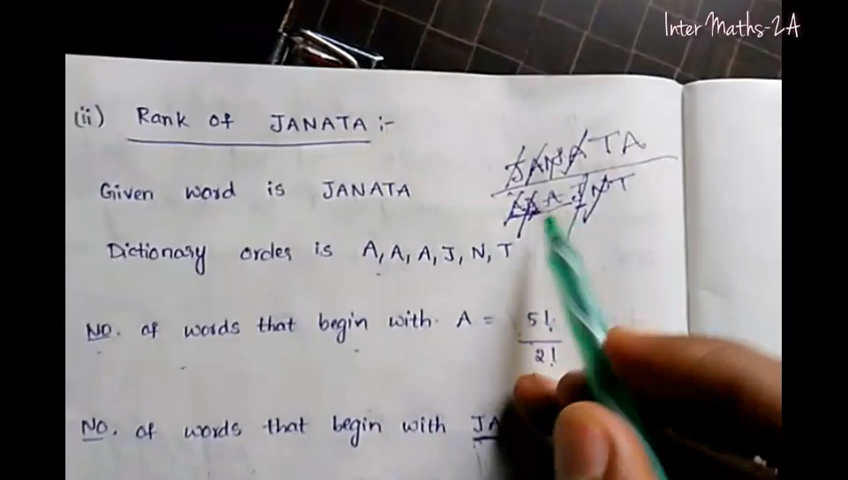 Inter Maths-2A
(ii) Rank of JANATA :-
JANATA
A A A J N T
Given word is JANATA
Dictionary order is A, A, A, J, N, T
No. of words that begin with A = 5! / 2!
No. of words that begin with JA